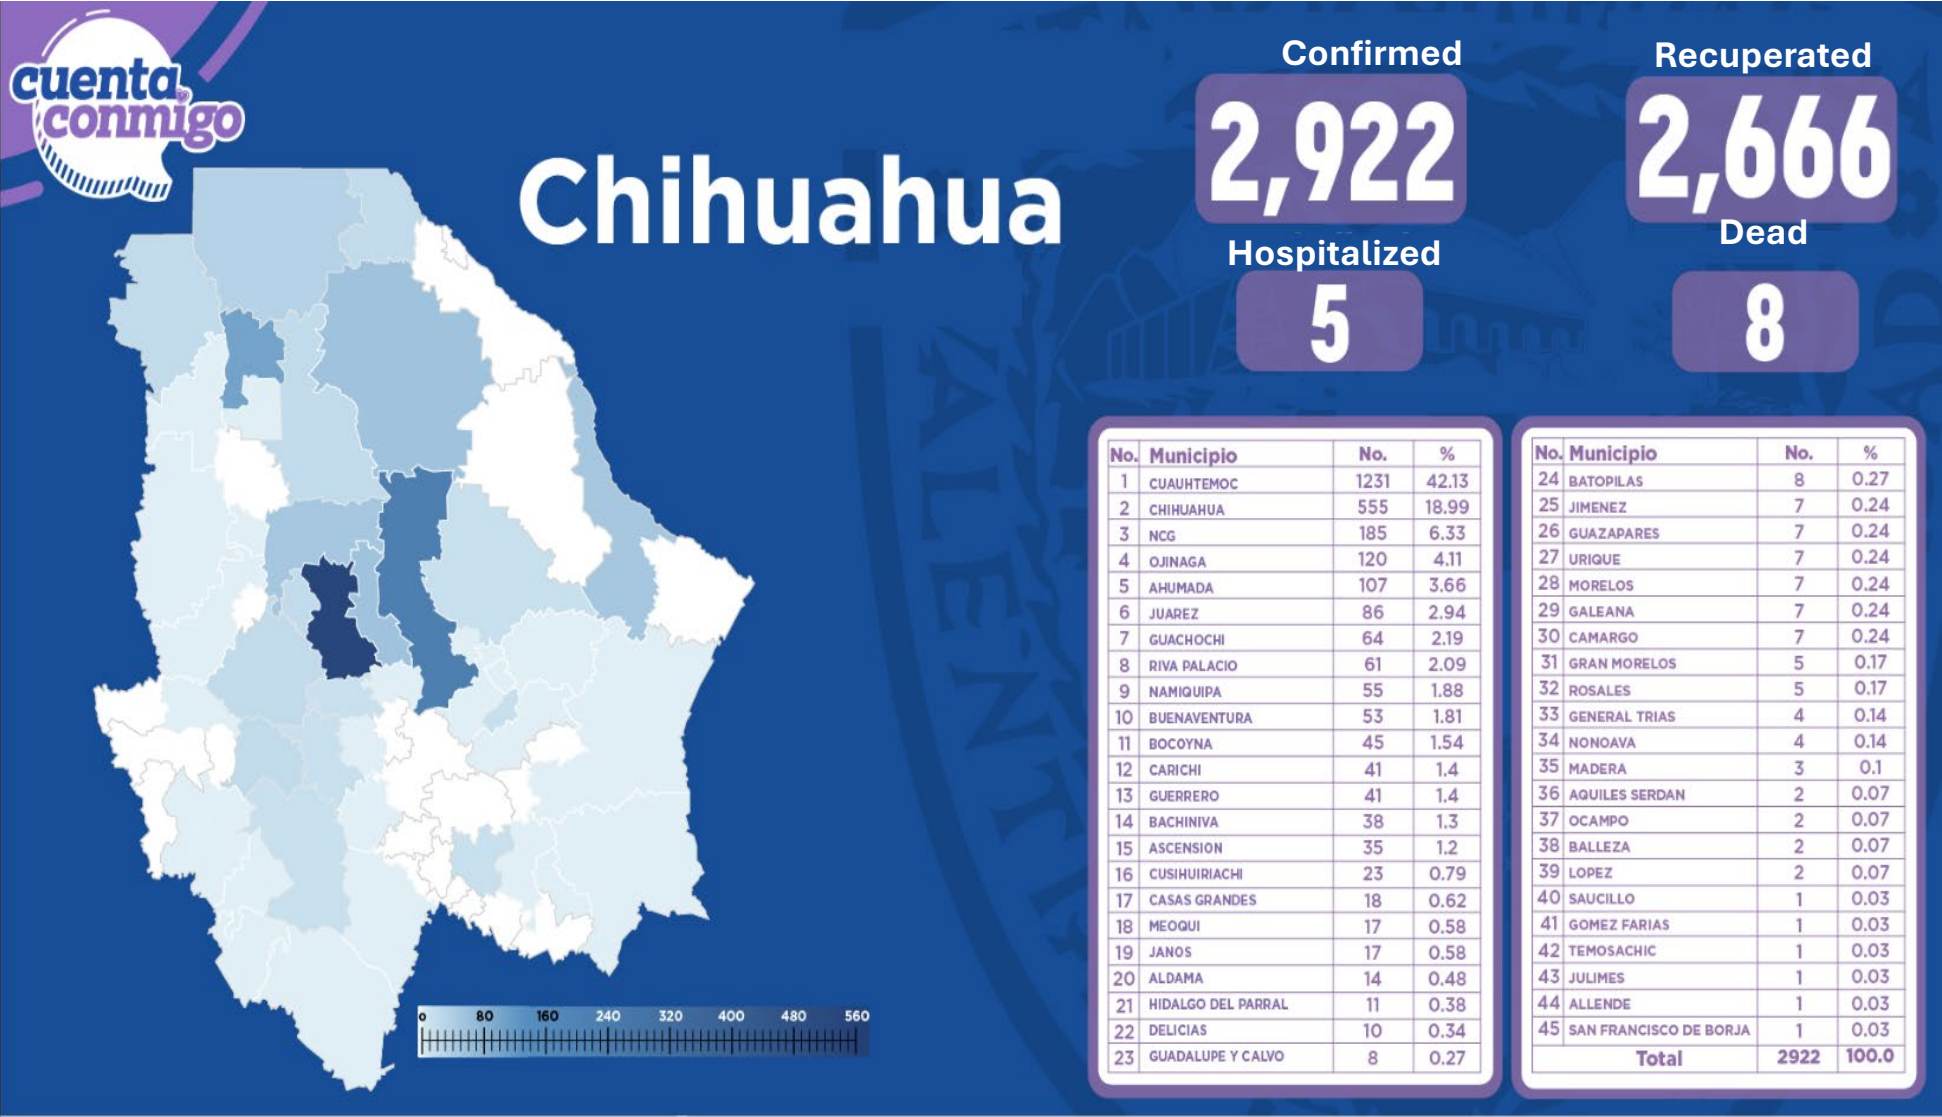 cuenta
conmigo
Chihuahua
Confirmed
2,922
Recuperated
2,666
Hospitalized
5
Dead
8
No. Municipio No. %
1 CUAUHTEMOC 1231 42.13
2 CHIHUAHUA 555 18.99
3 NCG 185 6.33
4 OJINAGA 120 4.11
5 AHUMADA 107 3.66
6 JUAREZ 86 2.94
7 GUACHOCHI 64 2.19
8 RIVA PALACIO 61 2.09
9 NAMIQUIPA 55 1.88
10 BUENAVENTURA 53 1.81
11 BOCOYNA 45 1.54
12 CARICHI 41 1.4
13 GUERRERO 41 1.4
14 BACHINIVA 38 1.3
15 ASCENSION 35 1.2
16 CUSIHUIRIACHI 23 0.79
17 CASAS GRANDES 18 0.62
18 MEOQUI 17 0.58
19 JANOS 17 0.58
20 ALDAMA 14 0.48
21 HIDALGO DEL PARRAL 11 0.38
22 DELICIAS 10 0.34
23 GUADALUPE Y CALVO 8 0.27
No. Municipio No. %
24 BATOPILAS 8 0.27
25 JIMENEZ 7 0.24
26 GUAZAPARES 7 0.24
27 URIQUE 7 0.24
28 MORELOS 7 0.24
29 GALEANA 7 0.24
30 CAMARGO 7 0.24
31 GRAN MORELOS 5 0.17
32 ROSALES 5 0.17
33 GENERAL TRIAS 4 0.14
34 NONOAVA 4 0.14
35 MADERA 3 0.1
36 AQUILES SERDAN 2 0.07
37 OCAMPO 2 0.07
38 BALLEZA 2 0.07
39 LOPEZ 2 0.07
40 SAUCILLO 1 0.03
41 GOMEZ FARIAS 1 0.03
42 TEMOSACHIC 1 0.03
43 JULIMES 1 0.03
44 ALLENDE 1 0.03
45 SAN FRANCISCO DE BORJA 1 0.03
Total 2922 100.0
0 80 160 240 320 400 480 560